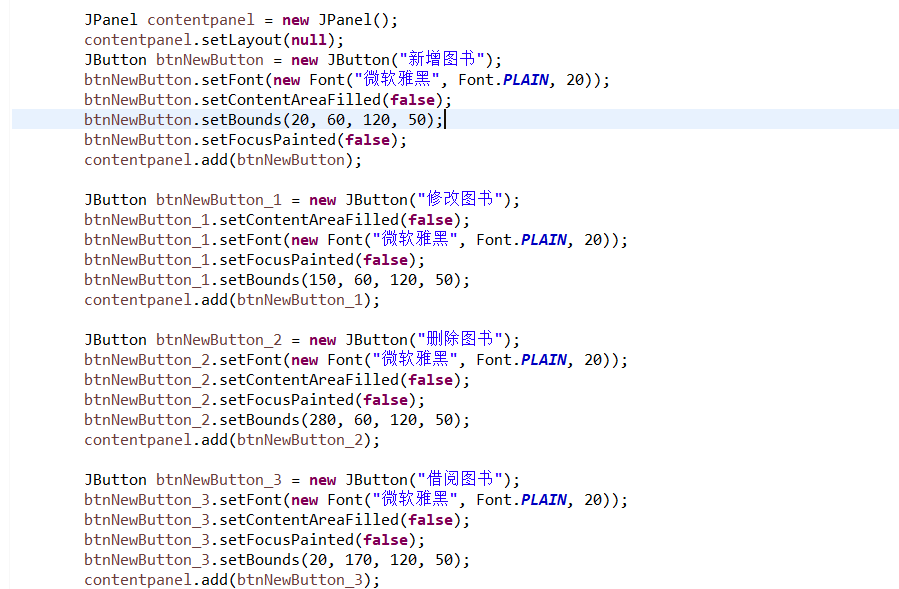 JPanel contentpanel = new JPanel();
contentpanel.setLayout(null);
JButton btnNewButton = new JButton("新增图书");
btnNewButton.setFont(new Font("微软雅黑", Font.PLAIN, 20));
btnNewButton.setContentAreaFilled(false);
btnNewButton.setBounds(20, 60, 120, 50);
btnNewButton.setFocusPainted(false);
contentpanel.add(btnNewButton);
JButton btnNewButton_1 = new JButton("修改图书");
btnNewButton_1.setContentAreaFilled(false);
btnNewButton_1.setFont(new Font("微软雅黑", Font.PLAIN, 20));
btnNewButton_1.setFocusPainted(false);
btnNewButton_1.setBounds(150, 60, 120, 50);
contentpanel.add(btnNewButton_1);
JButton btnNewButton_2 = new JButton("删除图书");
btnNewButton_2.setFont(new Font("微软雅黑", Font.PLAIN, 20));
btnNewButton_2.setContentAreaFilled(false);
btnNewButton_2.setFocusPainted(false);
btnNewButton_2.setBounds(280, 60, 120, 50);
contentpanel.add(btnNewButton_2);
JButton btnNewButton_3 = new JButton("借阅图书");
btnNewButton_3.setFont(new Font("微软雅黑", Font.PLAIN, 20));
btnNewButton_3.setContentAreaFilled(false);
btnNewButton_3.setFocusPainted(false);
btnNewButton_3.setBounds(20, 170, 120, 50);
contentpanel.add(btnNewButton_3);